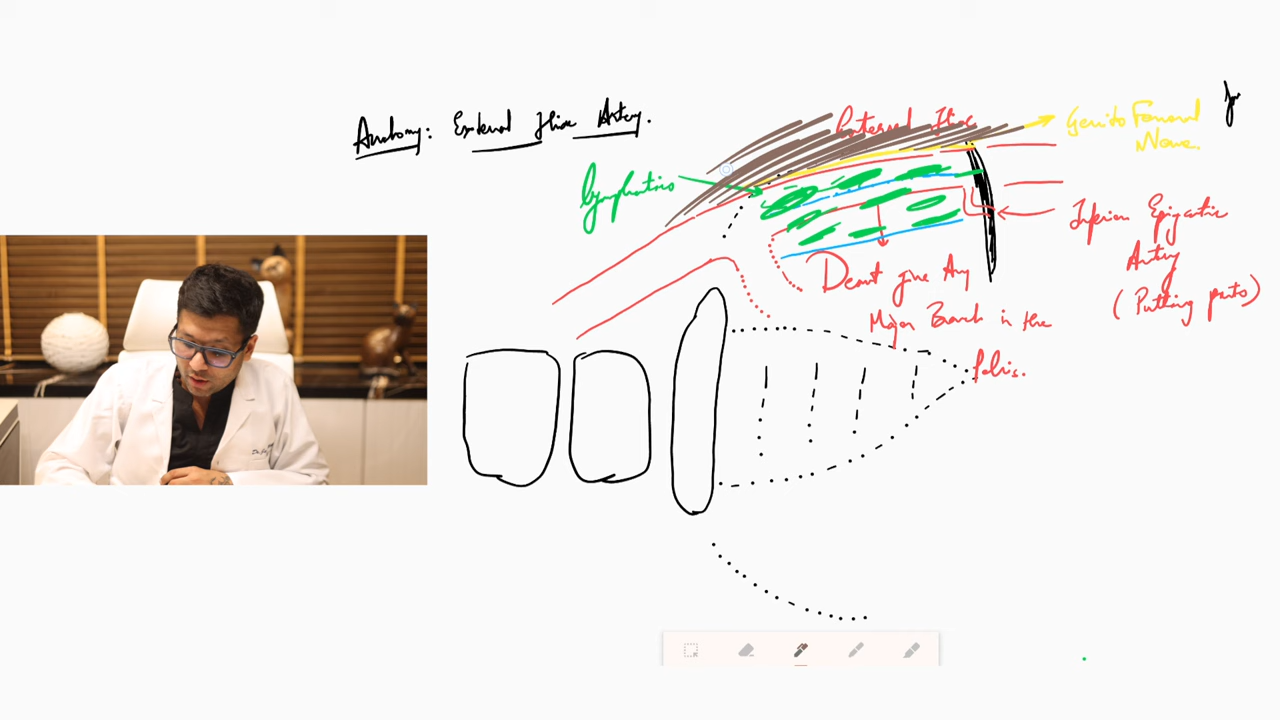 Anatomy: External Iliac Artery.
External Iliac
Genito Femoral
Nerve.
lymphatics
Inferior Epigastric
Artery
(Putting parts)
Doesnt give Any
Major Branch in the
Pelvis.